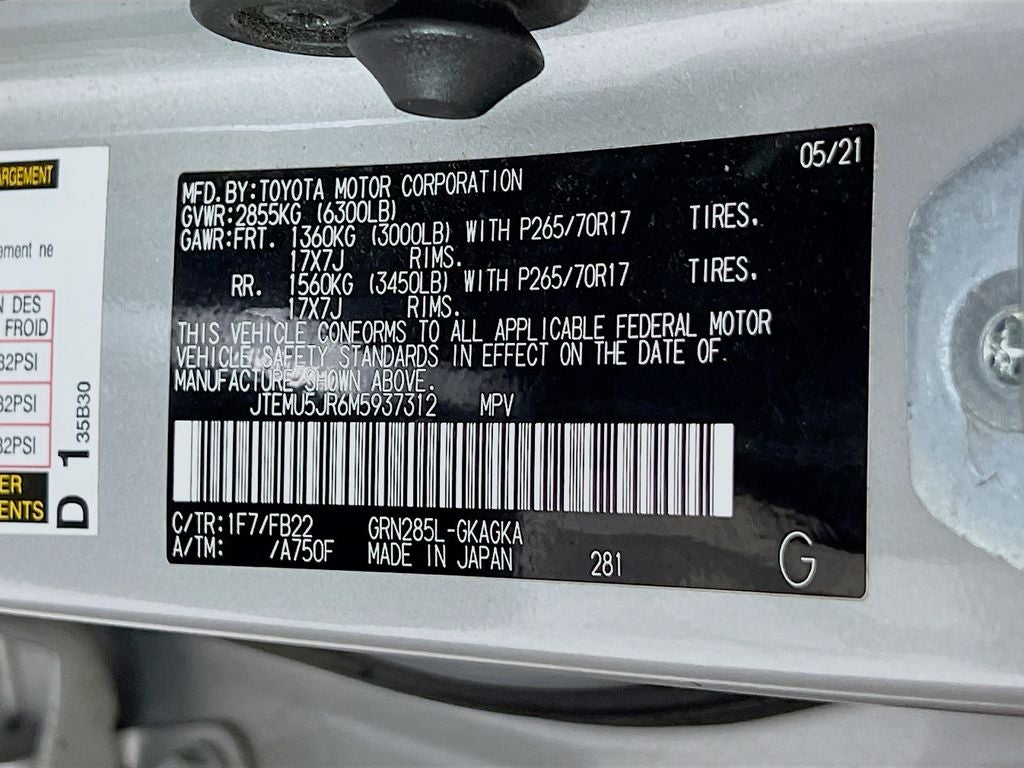 ARGEMENT
ement ne
N DES
FROID
32PSI
32PSI
32PSI
ER
ENTS
D 1 35B30
05/21
MFD.BY:TOYOTA MOTOR CORPORATION
GVWR:2855KG (6300LB)
GAWR:FRT. 1360KG (3000LB) WITH P265/70R17 TIRES.
17X7J RIMS.
RR. 1560KG (3450LB) WITH P265/70R17 TIRES.
17X7J RIMS.
THIS VEHICLE CONFORMS TO ALL APPLICABLE FEDERAL MOTOR
VEHICLE SAFETY STANDARDS IN EFFECT ON THE DATE OF
MANUFACTURE SHOWN ABOVE.
JTEMU5JR6M5937312 MPV
C/TR:1F7/FB22 GRN285L-GKAGKA
A/TM: /A750F MADE IN JAPAN 281 G